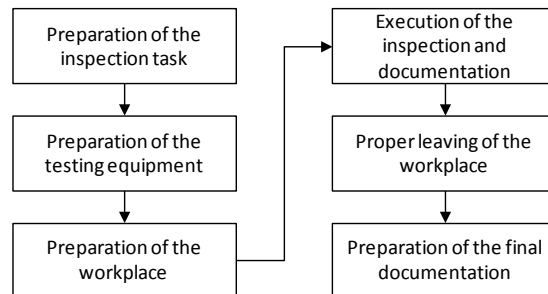 Preparation of the
inspection task
Preparation of the
testing equipment
Preparation of the
workplace
Execution of the
inspection and
documentation
Proper leaving of the
workplace
Preparation of the final
documentation